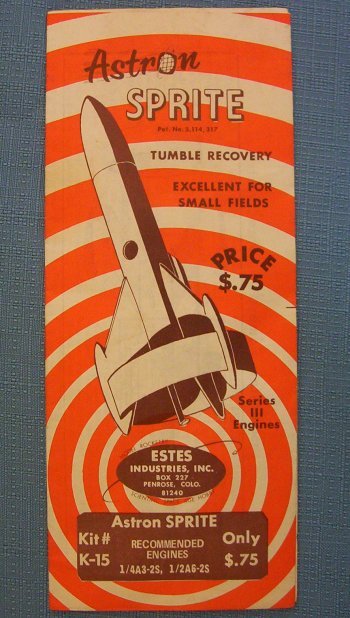 Astron
SPRITE
Pat. No. 3,114,317
TUMBLE RECOVERY
EXCELLENT FOR
SMALL FIELDS
PRICE
$.75
Series
III
Engines
ESTES
INDUSTRIES, INC.
BOX 227
PENROSE, COLO.
81240
Astron SPRITE
Kit #
K-15
RECOMMENDED
ENGINES
1/4A3-2S, 1/2A6-2S
Only
$.75